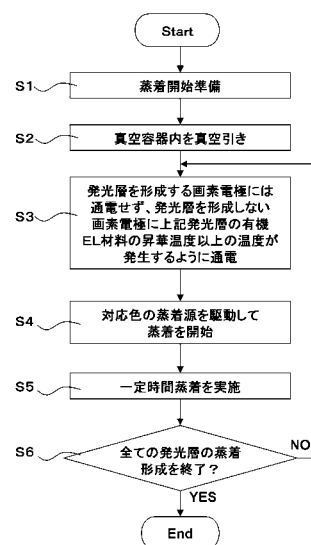 Start
S1
蒸着開始準備
S2
真空容器内を真空引き
S3
発光層を形成する画素電極には
通電せず、発光層を形成しない
画素電極に上記発光層の有機
EL材料の昇華温度以上の温度が
発生するように通電
S4
対応色の蒸着源を駆動して
蒸着を開始
S5
一定時間蒸着を実施
S6
全ての発光層の蒸着
形成を終了？
NO
YES
End